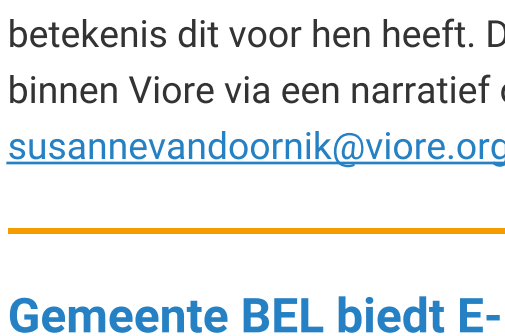 betekenis dit voor hen heeft.
binnen Viore via een narratief
susannevandoornik@viore.org
Gemeente BEL biedt E-